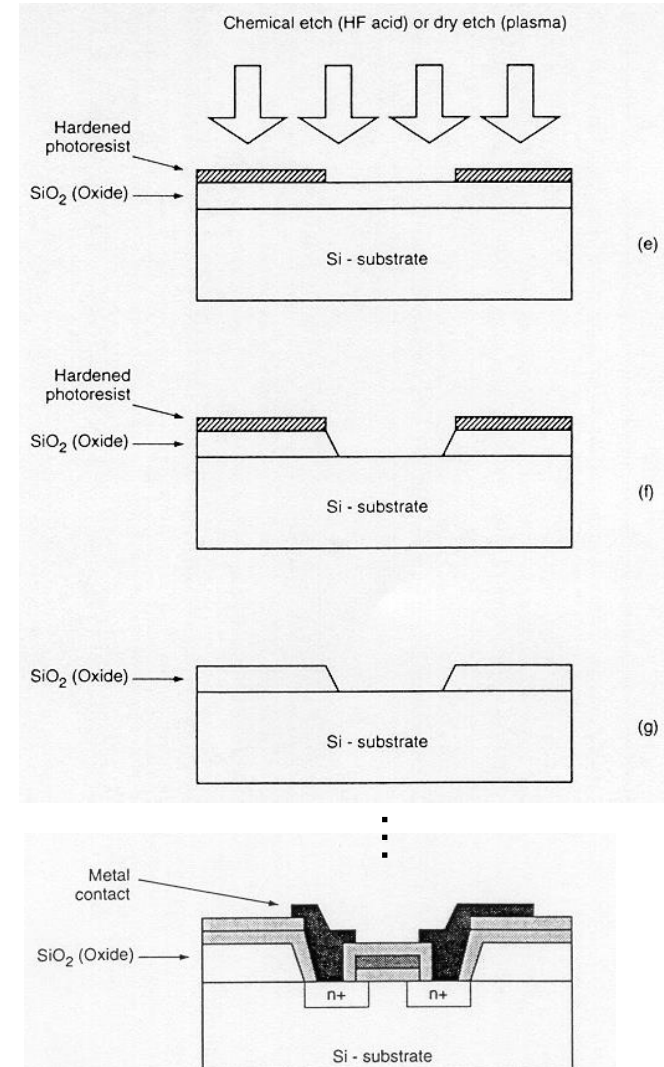 Chemical etch (HF acid) or dry etch (plasma)
Hardened
photoresist
SiO2 (Oxide)
Si - substrate
(e)
Hardened
photoresist
SiO2 (Oxide)
Si - substrate
(f)
SiO2 (Oxide)
Si - substrate
(g)
Metal
contact
SiO2 (Oxide)
n+ n+
Si - substrate